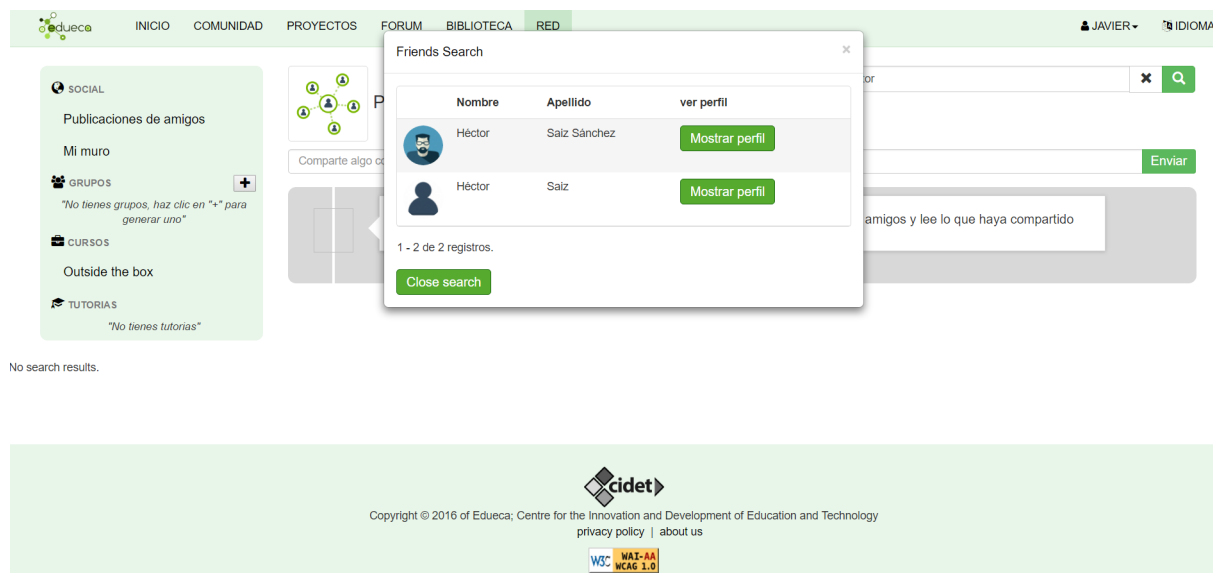 edueca INICIO COMUNIDAD PROYECTOS FORUM BIBLIOTECA RED JAVIER IDIOMA
Friends Search ×
SOCIAL
Publicaciones de amigos
Mi muro
GRUPOS +
"No tienes grupos, haz clic en "+" para
generar uno"
CURSOS
Outside the box
TUTORIAS
"No tienes tutorias"
P
or
Comparte algo co
Enviar
amigos y lee lo que haya compartido
Nombre Apellido ver perfil
Héctor Saiz Sánchez Mostrar perfil
Héctor Saiz Mostrar perfil
1 - 2 de 2 registros.
Close search
No search results.
cidet
Copyright © 2016 of Edueca; Centre for the Innovation and Development of Education and Technology
privacy policy | about us
W3C WAI-AA
WCAG 1.0